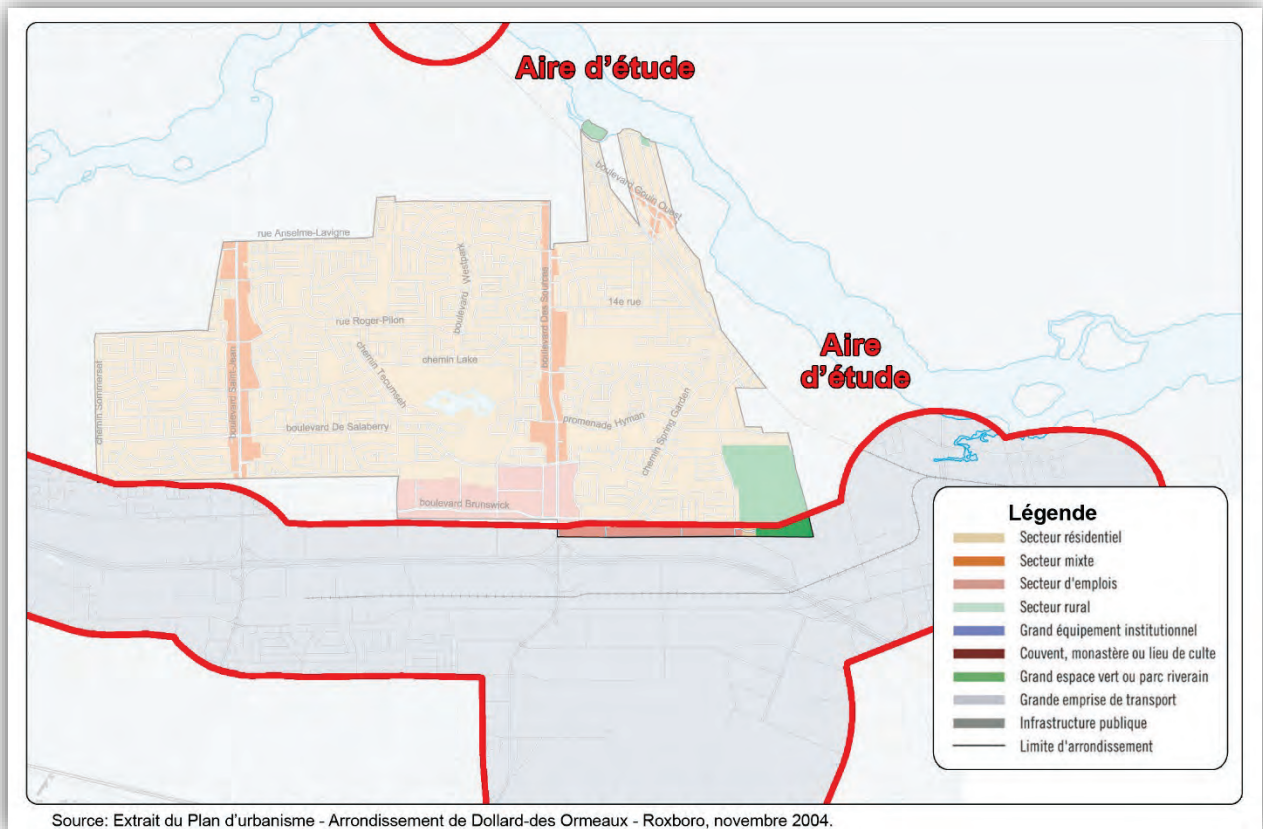 Aire d'étude
boulevard Gouin Ouest
rue Anselme-Lavigne
boulevard Westpark
14e rue
rue Roger-Pilon
boulevard Des Sources
chemin Lake
chemin Tecumseh
Aire
d'étude
chemin Sommerset
boulevard Saint-Jean
boulevard De Salaberry
promenade Hyman
chemin Spring Garden
boulevard Brunswick
Légende
Secteur résidentiel
Secteur mixte
Secteur d'emplois
Secteur rural
Grand équipement institutionnel
Couvent, monastère ou lieu de culte
Grand espace vert ou parc riverain
Grande emprise de transport
Infrastructure publique
Limite d'arrondissement
Source: Extrait du Plan d'urbanisme - Arrondissement de Dollard-des Ormeaux - Roxboro, novembre 2004.